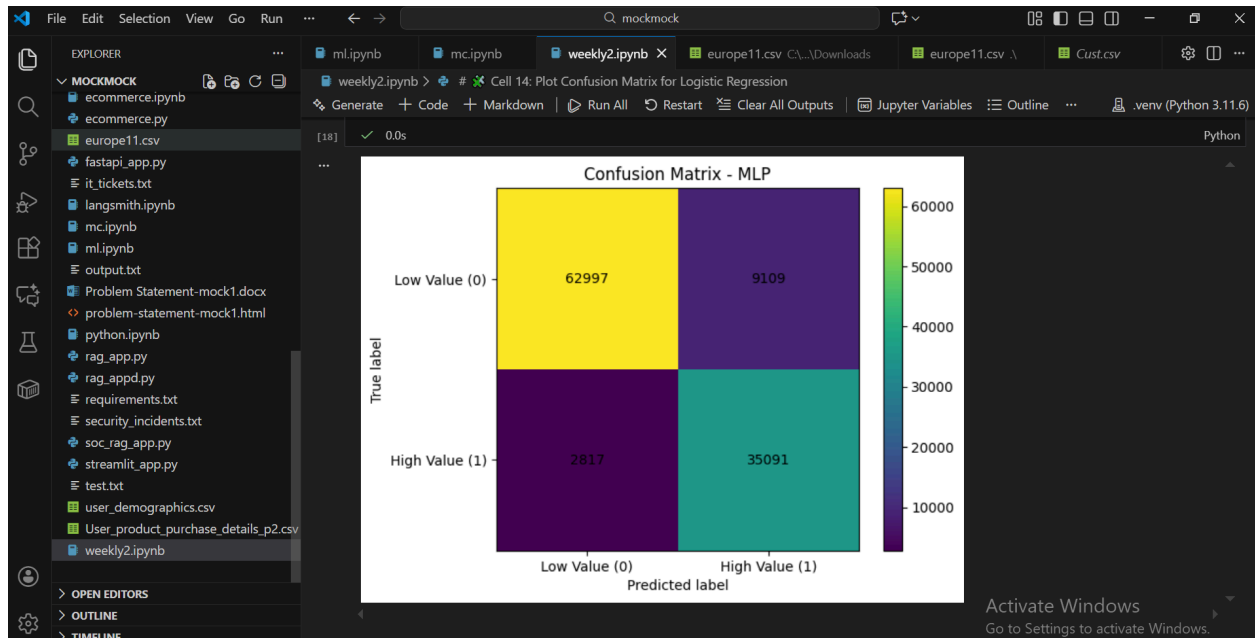 File Edit Selection View Go Run ··· mockmock
EXPLORER ···
MOCKMOCK
ecommerce.ipynb
ecommerce.py
europe11.csv
fastapi_app.py
it_tickets.txt
langsmith.ipynb
mc.ipynb
ml.ipynb
output.txt
Problem Statement-mock1.docx
problem-statement-mock1.html
python.ipynb
rag_app.py
rag_appd.py
requirements.txt
security_incidents.txt
soc_rag_app.py
streamlit_app.py
test.txt
user_demographics.csv
User_product_purchase_details_p2.csv
weekly2.ipynb
OPEN EDITORS
OUTLINE
TIMELINE
ml.ipynb mc.ipynb weekly2.ipynb europe11.csv C:\...\Downloads europe11.csv .\ Cust.csv
weekly2.ipynb > # Cell 14: Plot Confusion Matrix for Logistic Regression
Generate + Code + Markdown | Run All Restart Clear All Outputs | Jupyter Variables Outline ··· .venv (Python 3.11.6)
[18] 0.0s Python
···
Confusion Matrix - MLP
Low Value (0) 62997 9109
High Value (1) 2817 35091
True label
Low Value (0) High Value (1)
Predicted label
60000
50000
40000
30000
20000
10000
Activate Windows
Go to Settings to activate Windows.